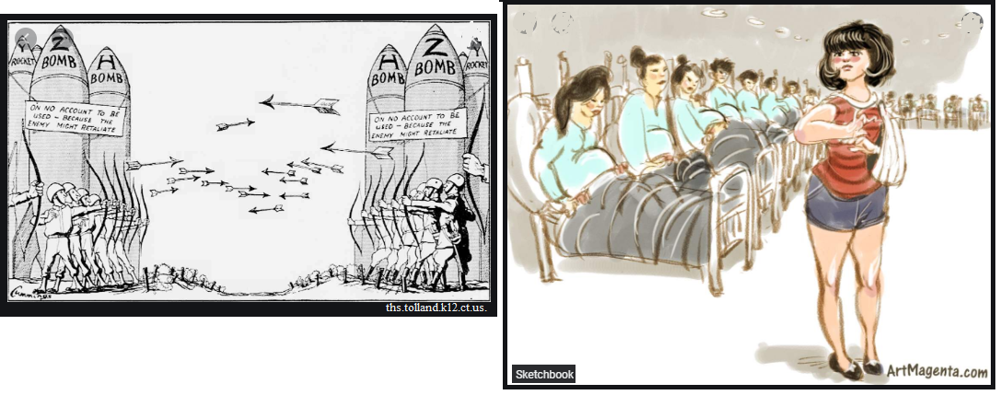 Y
ROCKET
Z
BOMB
H
BOMB
ON NO ACCOUNT TO BE
USED – BECAUSE THE
ENEMY MIGHT RETALIATE
H
BOMB
Z
BOMB
Y
ROCKET
ON NO ACCOUNT TO BE
USED – BECAUSE THE
ENEMY MIGHT RETALIATE
Cummings
ths.tolland.k12.ct.us.
Sketchbook
ArtMagenta.com